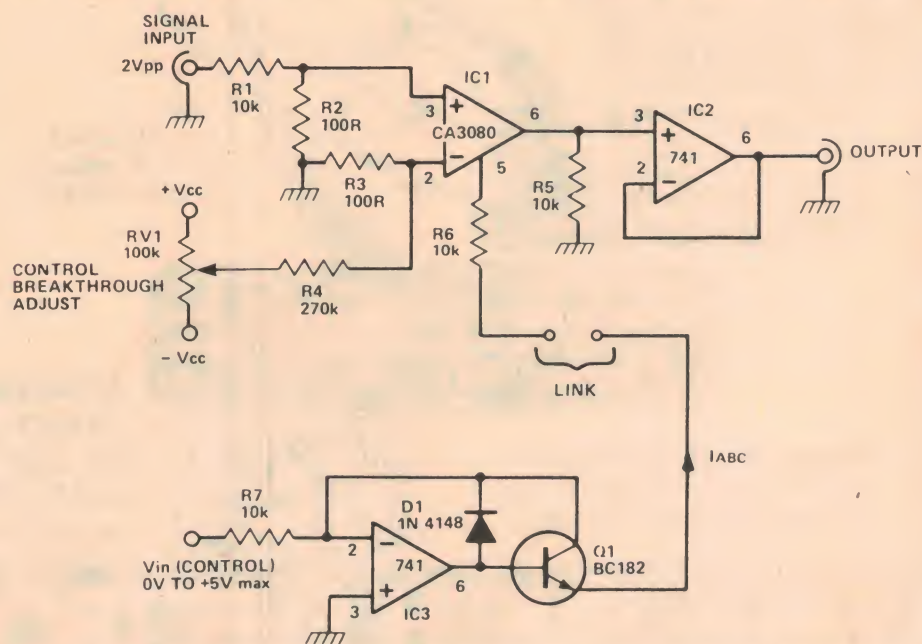 SIGNAL
INPUT
2Vpp
R1
10k
R2
100R
R3
100R
3
+
IC1
CA3080
6
–
2
5
3
+
IC2
741
6
–
2
OUTPUT
R5
10k
R6
10k
+ Vcc
RV1
100k
CONTROL
BREAKTHROUGH
ADJUST
– Vcc
R4
270k
LINK
IABC
R7
10k
Vin (CONTROL)
0V TO +5V max
2
–
741
+
3
IC3
6
D1
1N 4148
Q1
BC182